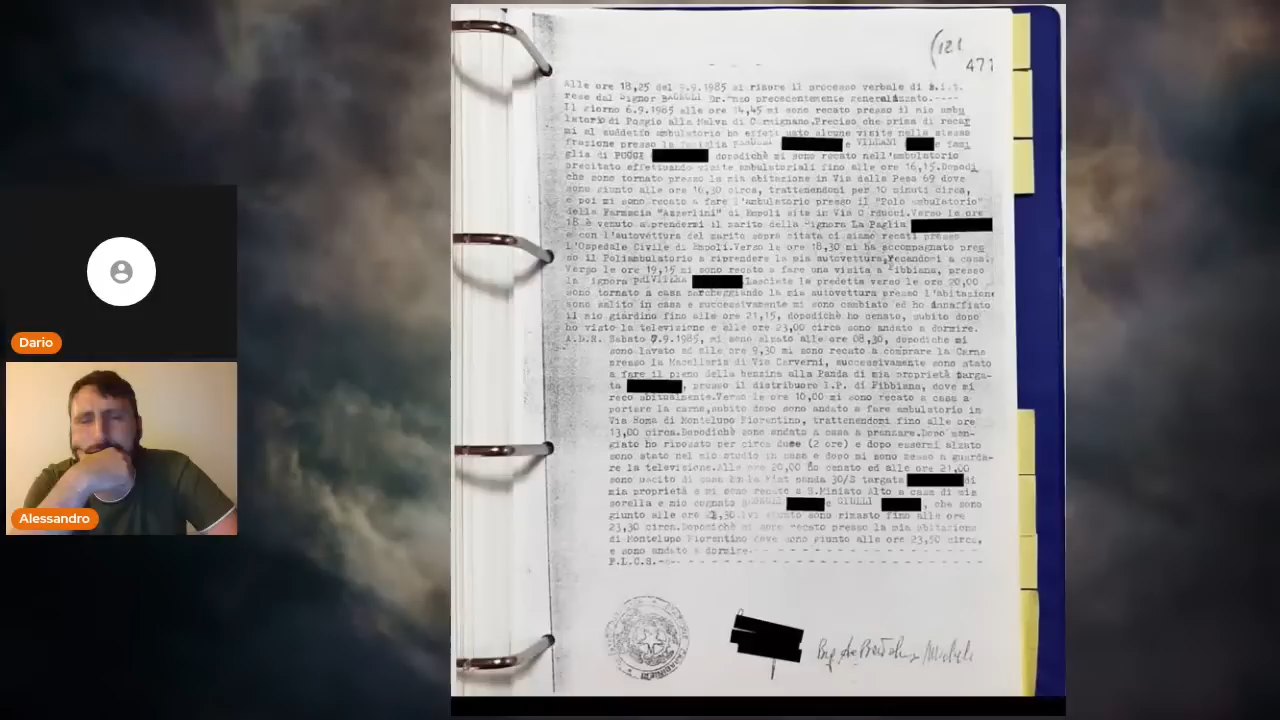 (121
471
Alle ore 18,25 del 9.9.1985 si riapre il processo verbale di s.i.t.
rese dal Signor precedentemente generalizzato.----
Il giorno 6.9.1985 alle ore 14,45 mi sono recato presso il mio ambu
latorio di Poggio alla Malva di Carmignano.Preciso che prima di recar
mi al suddetto ambulatorio ho effettuato alcune visite nella stessa
frazione presso la famiglia e VILLANI e fami
glia di POGGI dopodichè mi sono recato nell'ambulatorio
precitato effettuando visite ambulatoriali fino alle ore 16,15.Dopodi
che sono tornato presso la mia abitazione in Via della Pesa 69 dove
sono giunto alle ore 16,30 circa, trattenendomi per 10 minuti circa,
e poi mi sono recato a fare l'ambulatorio presso il "Polo ambulatorio"
della Farmacia "Azzerlini" di Empoli sita in Via Carducci.Verso le ore
18 è venuto a prendermi il marito della Signora La Paglia
e con l'autovettura del marito sopra citata ci siamo recati presso
L'Ospedale Civile di Empoli.Verso le ore 18,30 mi ha accompagnato pres
so il Poliambulatorio a riprendere la mia autovettura,recandomi a casa.
Verso le ore 19,15 mi sono recato a fare una visita a Fibbiana, presso
la Signora Lasciata la predetta verso le ore 20,00
sono tornato a casa parcheggiando la mia autovettura presso l'abitazione
sono salito in casa e successivamente mi sono cambiato ed ho annaffiato
il mio giardino fino alle ore 21,15, dopodichè ho cenato, subito dopo
ho visto la televisione e alle ore 23,00 circa sono andato a dormire.
A.D.R. Sabato 7.9.1985, mi sono alzato alle ore 08,30, dopodichè mi
sono lavato ed alle ore 9,30 mi sono recato a comprare la Carne
presso la Macellaria di Via Caverni, successivamente sono stato
a fare il pieno della benzina alla Panda di mia proprietà targa-
ta , presso il distributore I.P. di Fibbiana, dove mi
reco abitualmente.Verso le ore 10,00 mi sono recato a casa a
portare la carna,subito dopo sono andato a fare ambulatorio in
Via Roma di Montelupo Fiorentino, trattenendomi fino alle ore
13,00 circa.Dopodichè sono andato a casa a pranzare.Dopo man-
giato ho riposato per circa due (2 ore) e dopo essermi alzato
sono stato nel mio studio in casa e dopo mi sono messo a guarda-
re la televisione.Alle ore 20,00 ho cenato ed alle ore 21,00
sono uscito di casa con la Fiat panda 30/S targata di
mia proprietà e mi sono recato a S.Miniato Alto a casa di mia
sorella e mio cognato e GIULI , che sono
giunto alle ore 21,30.Ivi giunto sono rimasto fino alle ore
23,30 circa.Dopodichè mi sono recato presso la mia abitazione
di Montelupo Fiorentino dove sono giunto alle ore 23,50 circa,
e sono andato a dormire.- - - - - - - - - - - - - - - - -
F.L.C.S.- - - - - - - - - - - - - - - - - - - - - - - -
Dario
Alessandro